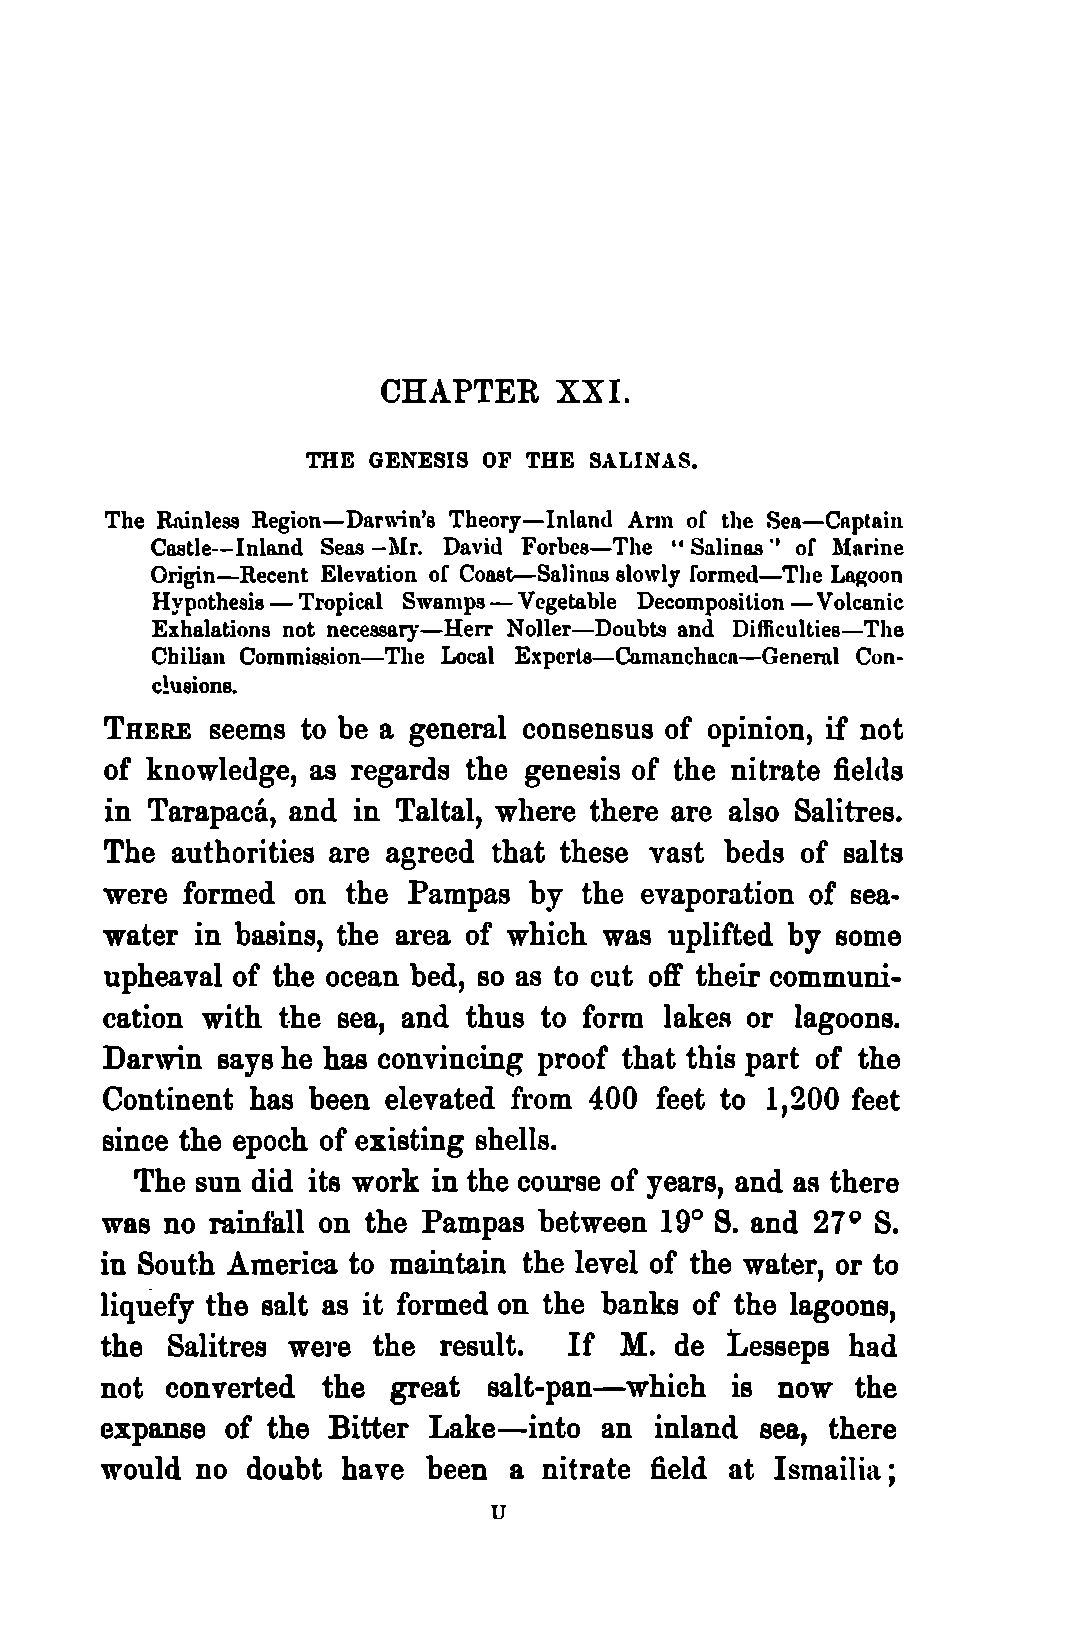 CHAPTER XXI.
THE GENESIS OF THE SALINAS.
The Rainless Region—Darwin's Theory—Inland Arm of the Sea—Captain
Castle--Inland Seas–Mr. David Forbes—The "Salinas" of Marine
Origin—Recent Elevation of Coast—Salinas slowly formed—The Lagoon
Hypothesis—Tropical Swamps—Vegetable Decomposition—Volcanic
Exhalations not necessary—Herr Noller—Doubts and Difficulties—The
Chilian Commission—The Local Experts—Camanchaca—General Con-
clusions.
THERE seems to be a general consensus of opinion, if not
of knowledge, as regards the genesis of the nitrate fields
in Tarapacá, and in Taltal, where there are also Salitres.
The authorities are agreed that these vast beds of salts
were formed on the Pampas by the evaporation of sea-
water in basins, the area of which was uplifted by some
upheaval of the ocean bed, so as to cut off their communi-
cation with the sea, and thus to form lakes or lagoons.
Darwin says he has convincing proof that this part of the
Continent has been elevated from 400 feet to 1,200 feet
since the epoch of existing shells.
The sun did its work in the course of years, and as there
was no rainfall on the Pampas between 19° S. and 27° S.
in South America to maintain the level of the water, or to
liquefy the salt as it formed on the banks of the lagoons,
the Salitres were the result. If M. de Lesseps had
not converted the great salt-pan—which is now the
expanse of the Bitter Lake—into an inland sea, there
would no doubt have been a nitrate field at Ismailia;
U